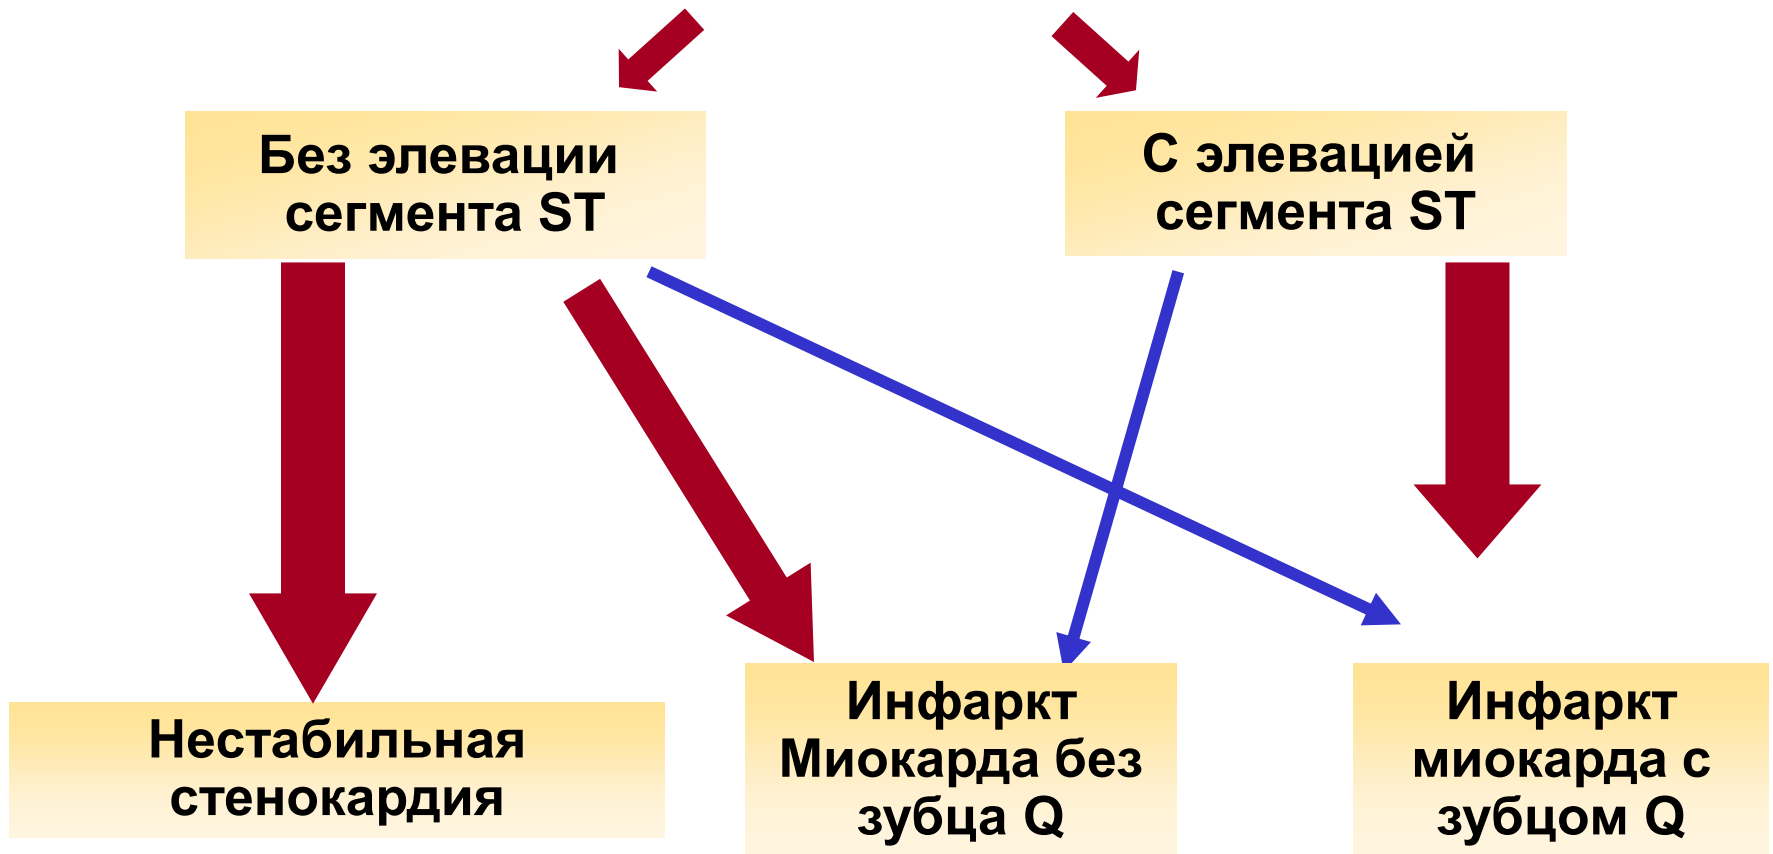 Без элевации
сегмента ST
С элевацией
сегмента ST
Нестабильная
стенокардия
Инфаркт
Миокарда без
зубца Q
Инфаркт
миокарда с
зубцом Q